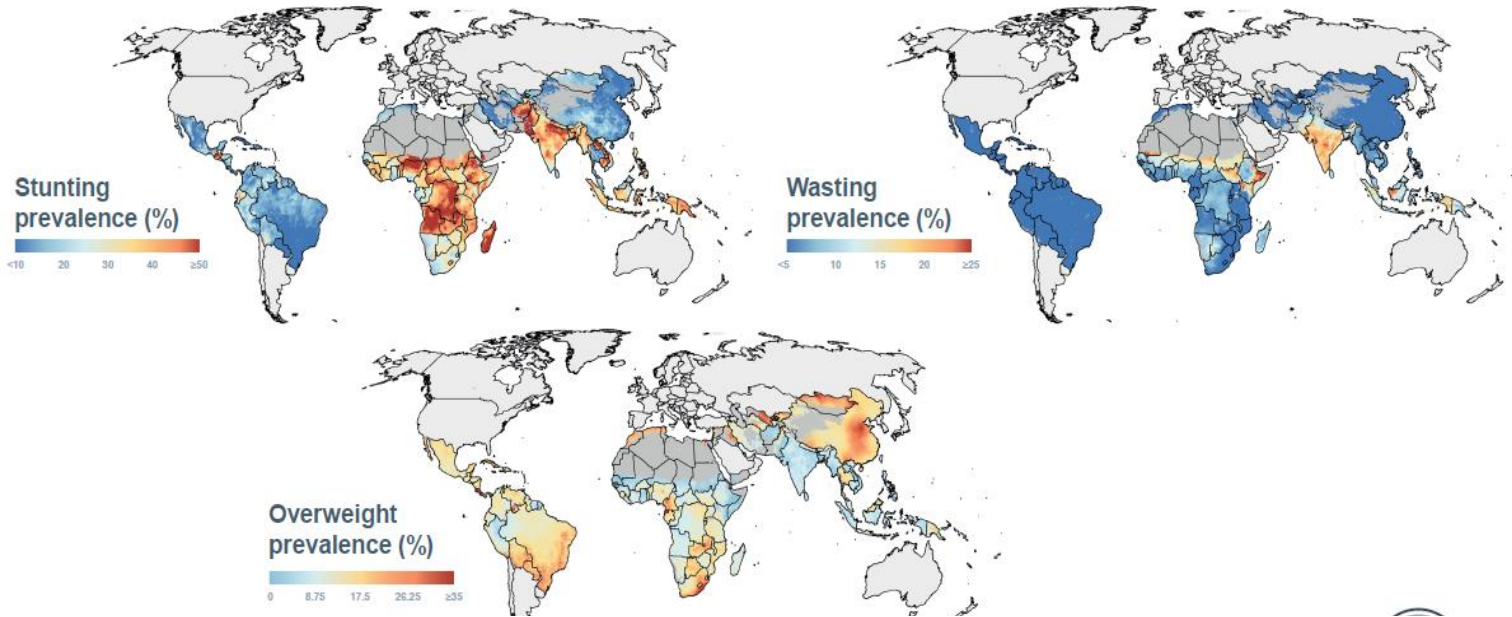 Stunting
prevalence (%)
<10 20 30 40 ≥50
Wasting
prevalence (%)
<5 10 15 20 ≥25
Overweight
prevalence (%)
0 8.75 17.5 26.25 ≥35